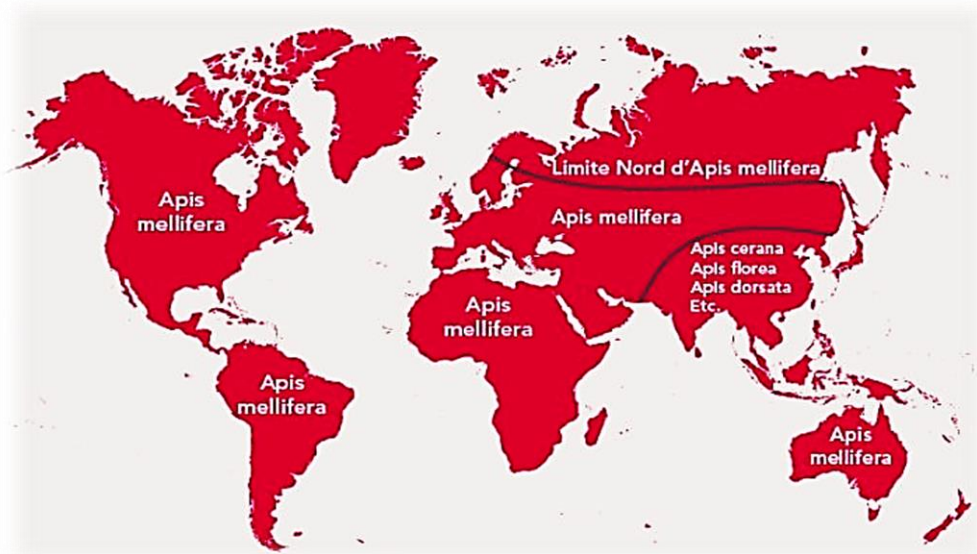 Limite Nord d'Apis mellifera
Apis
mellifera
Apis mellifera
Apis cerana
Apis florea
Apis dorsata
Etc.
Apis
mellifera
Apis
mellifera
Apis
mellifera